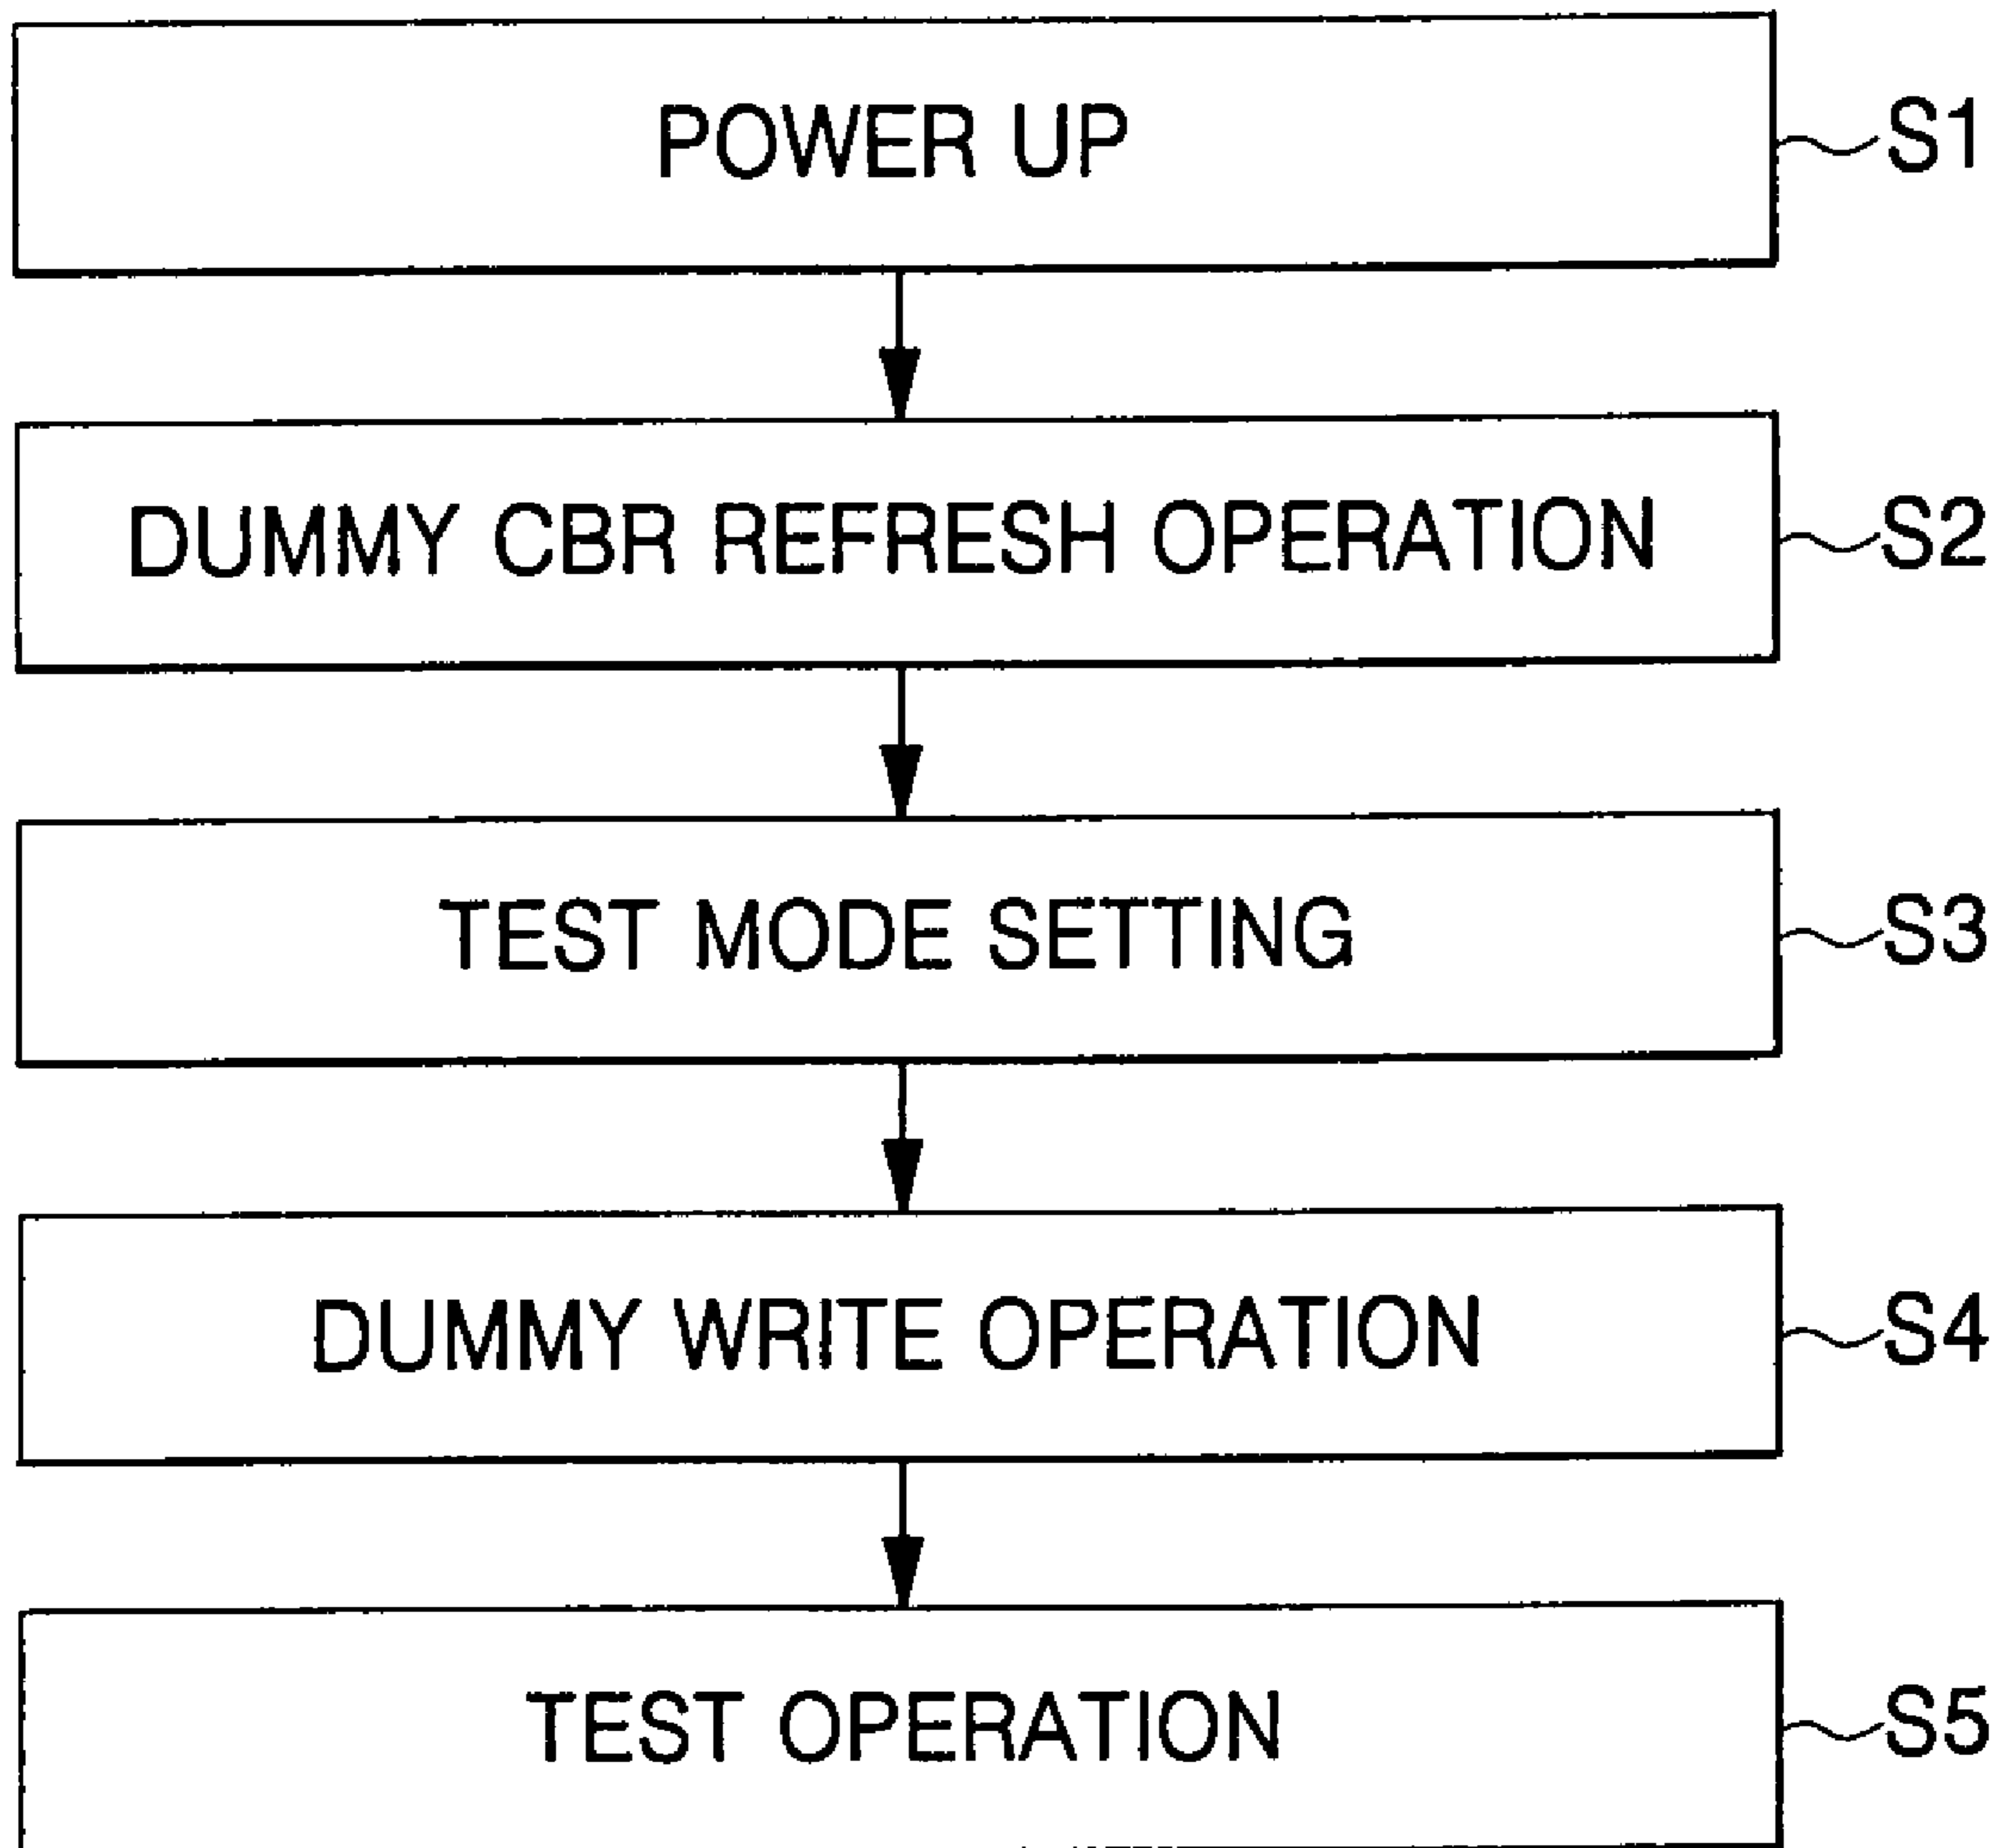 POWER UP S1
DUMMY CBR REFRESH OPERATION S2
TEST MODE SETTING S3
DUMMY WRITE OPERATION S4
TEST OPERATION S5